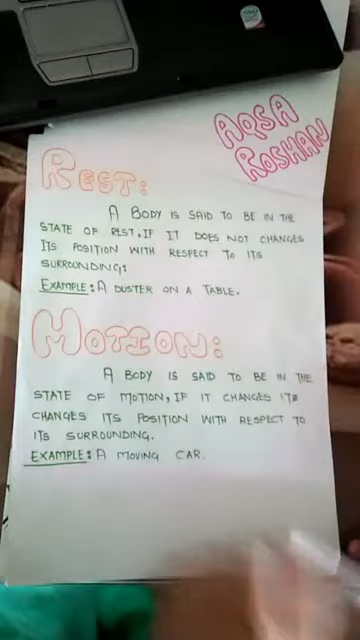 AQSA
ROSHAN
REST:
A BODY IS SAID TO BE IN THE
STATE OF REST, IF IT DOES NOT CHANGES
ITS POSITION WITH RESPECT TO ITS
SURROUNDING:
EXAMPLE: A DUSTER ON A TABLE.
MOTION:
A BODY IS SAID TO BE IN THE
STATE OF MOTION, IF IT CHANGES ITS
CHANGES ITS POSITION WITH RESPECT TO
ITS SURROUNDING.
EXAMPLE: A MOVING CAR.